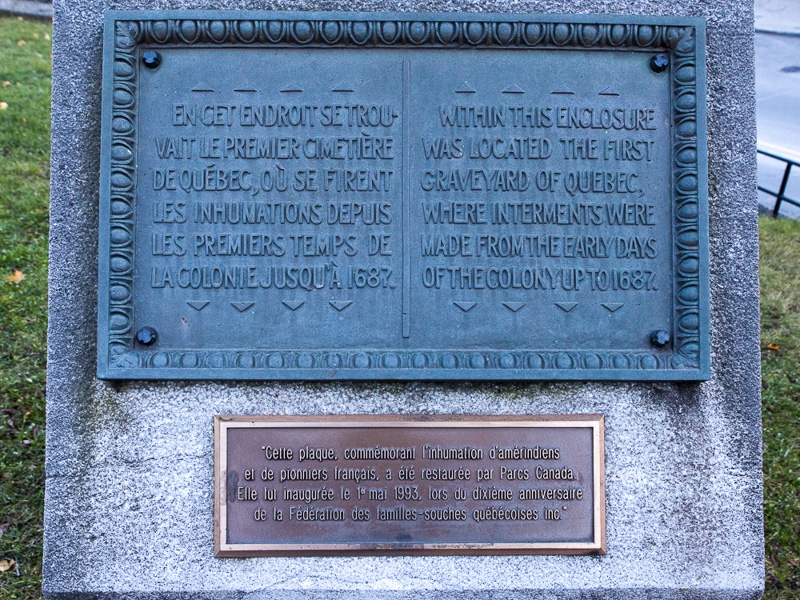 EN CET ENDROIT SE TROU-
VAIT LE PREMIER CIMETIÈRE
DE QUÉBEC, OÙ SE FIRENT
LES INHUMATIONS DEPUIS
LES PREMIERS TEMPS DE
LA COLONIE JUSQU'À 1687.
WITHIN THIS ENCLOSURE
WAS LOCATED THE FIRST
GRAVEYARD OF QUEBEC,
WHERE INTERMENTS WERE
MADE FROM THE EARLY DAYS
OF THE COLONY UP TO 1687.
"Cette plaque, commémorant l'inhumation d'amérindiens
et de pionniers français, a été restaurée par Parcs Canada.
Elle fut inaugurée le 1er mai 1993, lors du dixième anniversaire
de la Fédération des familles-souches québécoises Inc."